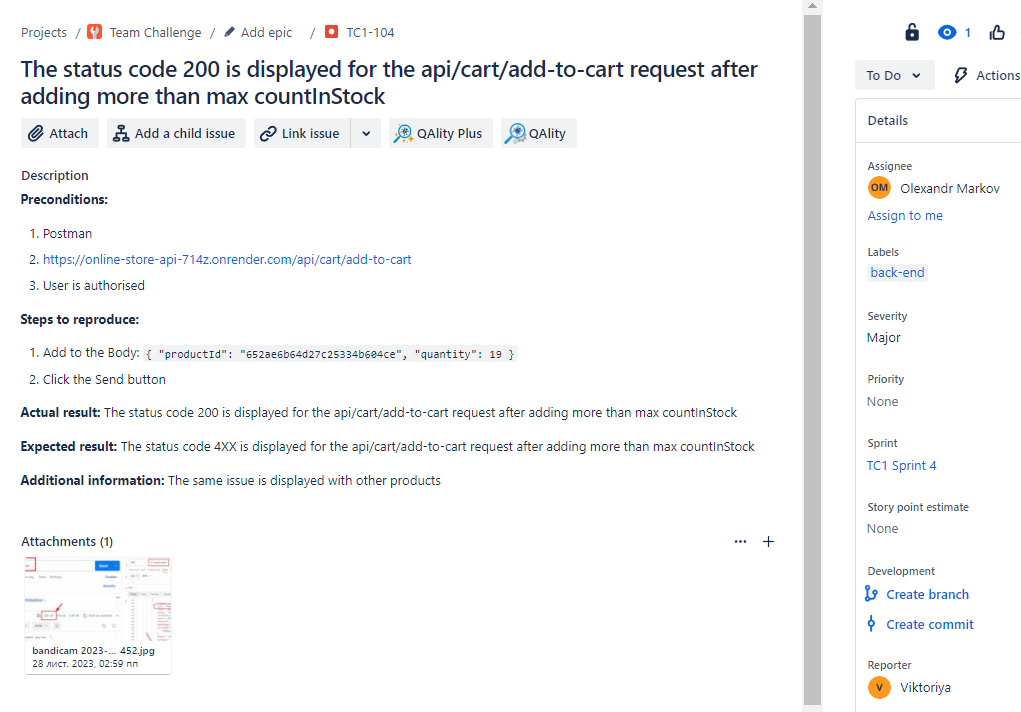 Projects / Team Challenge / Add epic / TC1-104
The status code 200 is displayed for the api/cart/add-to-cart request after
adding more than max countInStock
Attach Add a child issue Link issue QAlity Plus QAlity
Description
Preconditions:
1. Postman
2. https://online-store-api-714z.onrender.com/api/cart/add-to-cart
3. User is authorised
Steps to reproduce:
1. Add to the Body: { "productId": "652ae6b64d27c25334b604ce", "quantity": 19 }
2. Click the Send button
Actual result: The status code 200 is displayed for the api/cart/add-to-cart request after adding more than max countInStock
Expected result: The status code 4XX is displayed for the api/cart/add-to-cart request after adding more than max countInStock
Additional information: The same issue is displayed with other products
Attachments (1)
bandicam 2023-... 452.jpg
28 лист. 2023, 02:59 пп
1
To Do Actions
Details
Assignee
OM Olexandr Markov
Assign to me
Labels
back-end
Severity
Major
Priority
None
Sprint
TC1 Sprint 4
Story point estimate
None
Development
Create branch
Create commit
Reporter
V Viktoriya